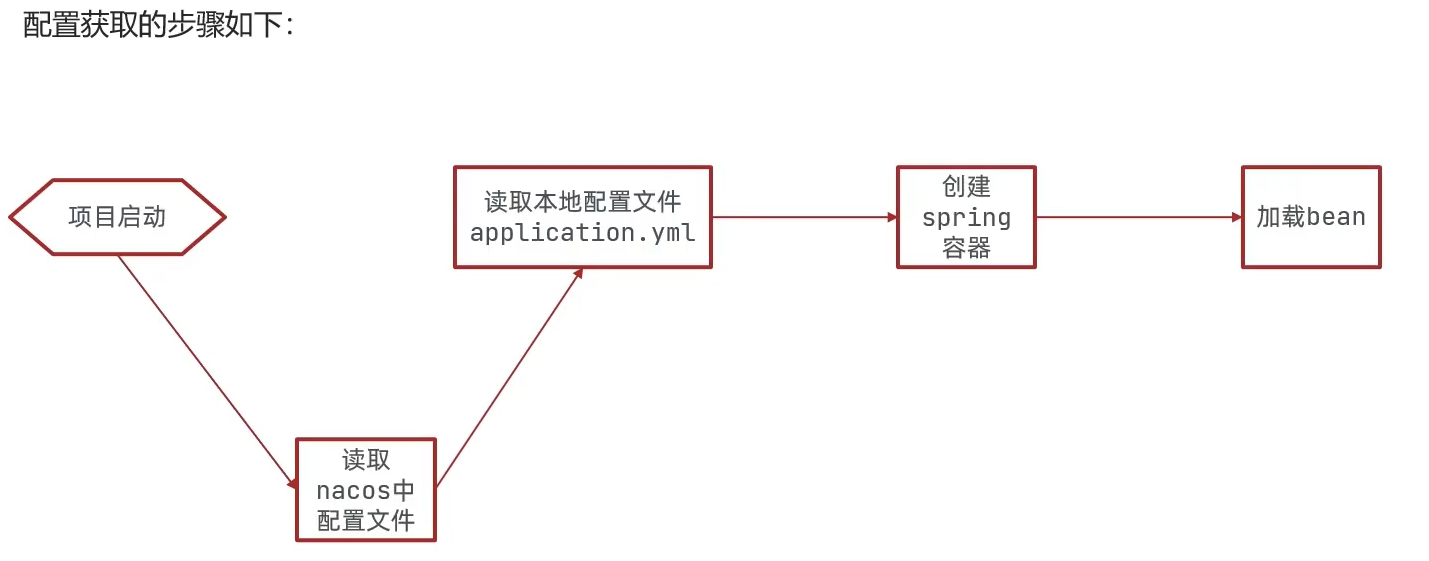 配置获取的步骤如下：
项目启动
读取
nacos中
配置文件
读取本地配置文件
application.yml
创建
spring
容器
加载bean